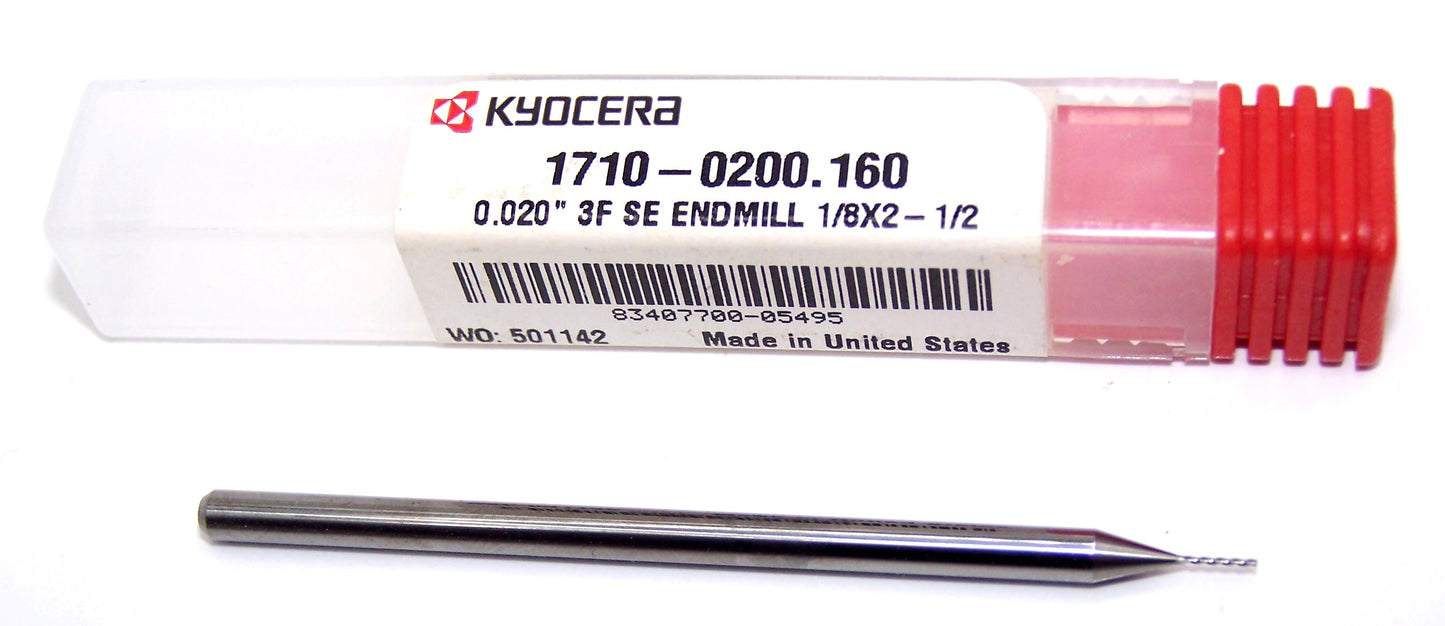 KYOCERa
1710-0200.160
0.020" 3F SE ENDMILL 1/8X2-1/2
83407700-05495
WO: 501142 Made in United States